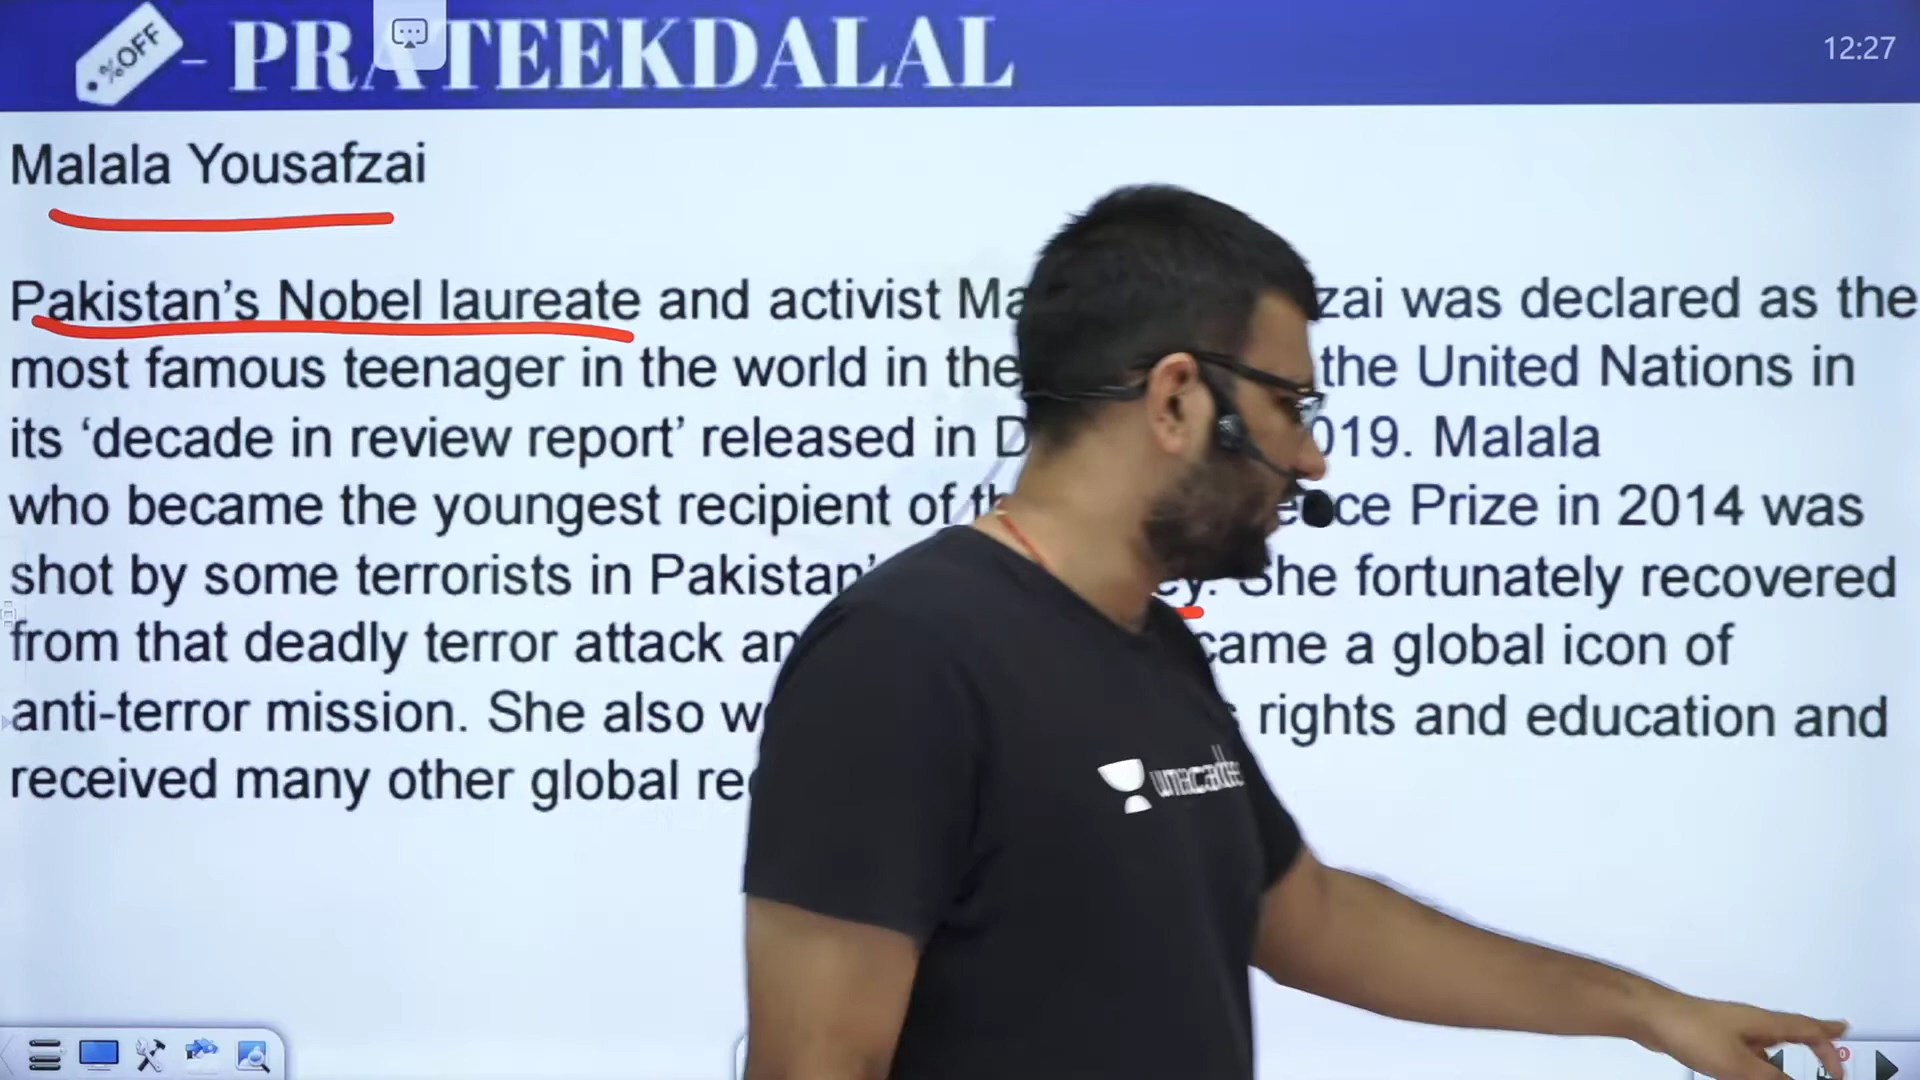 %OFF - PRATEEKDALAL
12:27
Malala Yousafzai
Pakistan's Nobel laureate and activist Ma zai was declared as the
most famous teenager in the world in the the United Nations in
its 'decade in review report' released in D 019. Malala
who became the youngest recipient of Prize in 2014 was
shot by some terrorists in Pakistan' She fortunately recovered
from that deadly terror attack came a global icon of
anti-terror mission. She also rights and education and
received many other global
unacademy